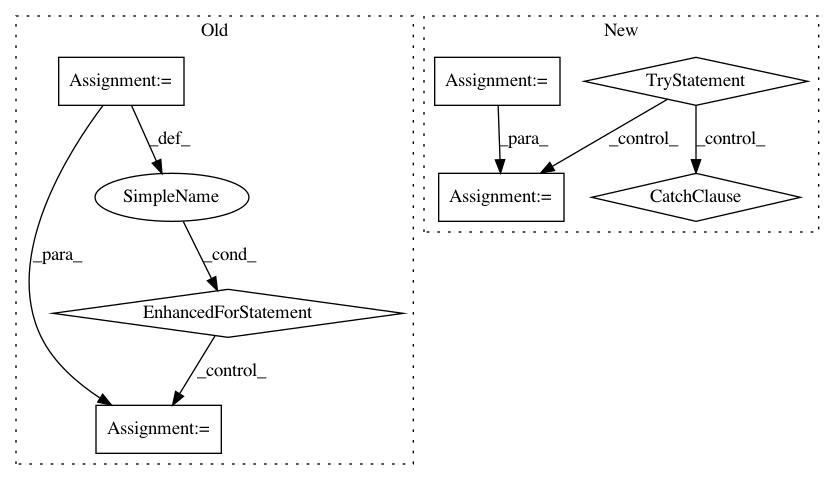 Old
Assignment:=
_def_
SimpleName
_para_
_cond_
EnhancedForStatement
_control_
Assignment:=
New
Assignment:=
TryStatement
_para_
_control_
_control_
Assignment:=
CatchClause